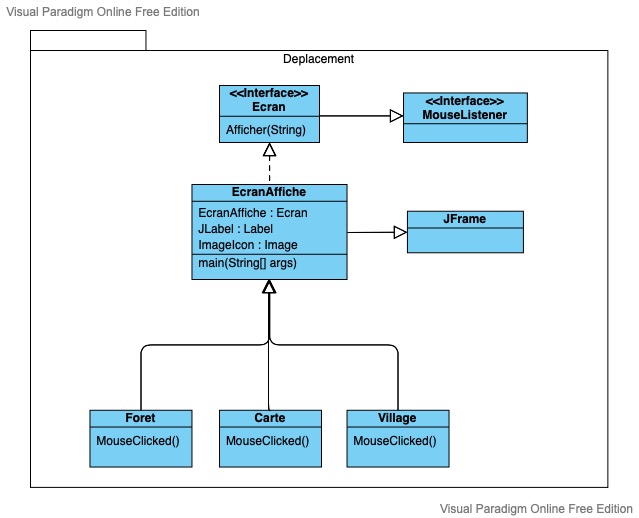 Visual Paradigm Online Free Edition
Deplacement
<<Interface>>
Ecran
Afficher(String)
<<Interface>>
MouseListener
EcranAffiche
EcranAffiche : Ecran
JLabel : Label
ImageIcon : Image
main(String[] args)
JFrame
Foret
MouseClicked()
Carte
MouseClicked()
Village
MouseClicked()
Visual Paradigm Online Free Edition